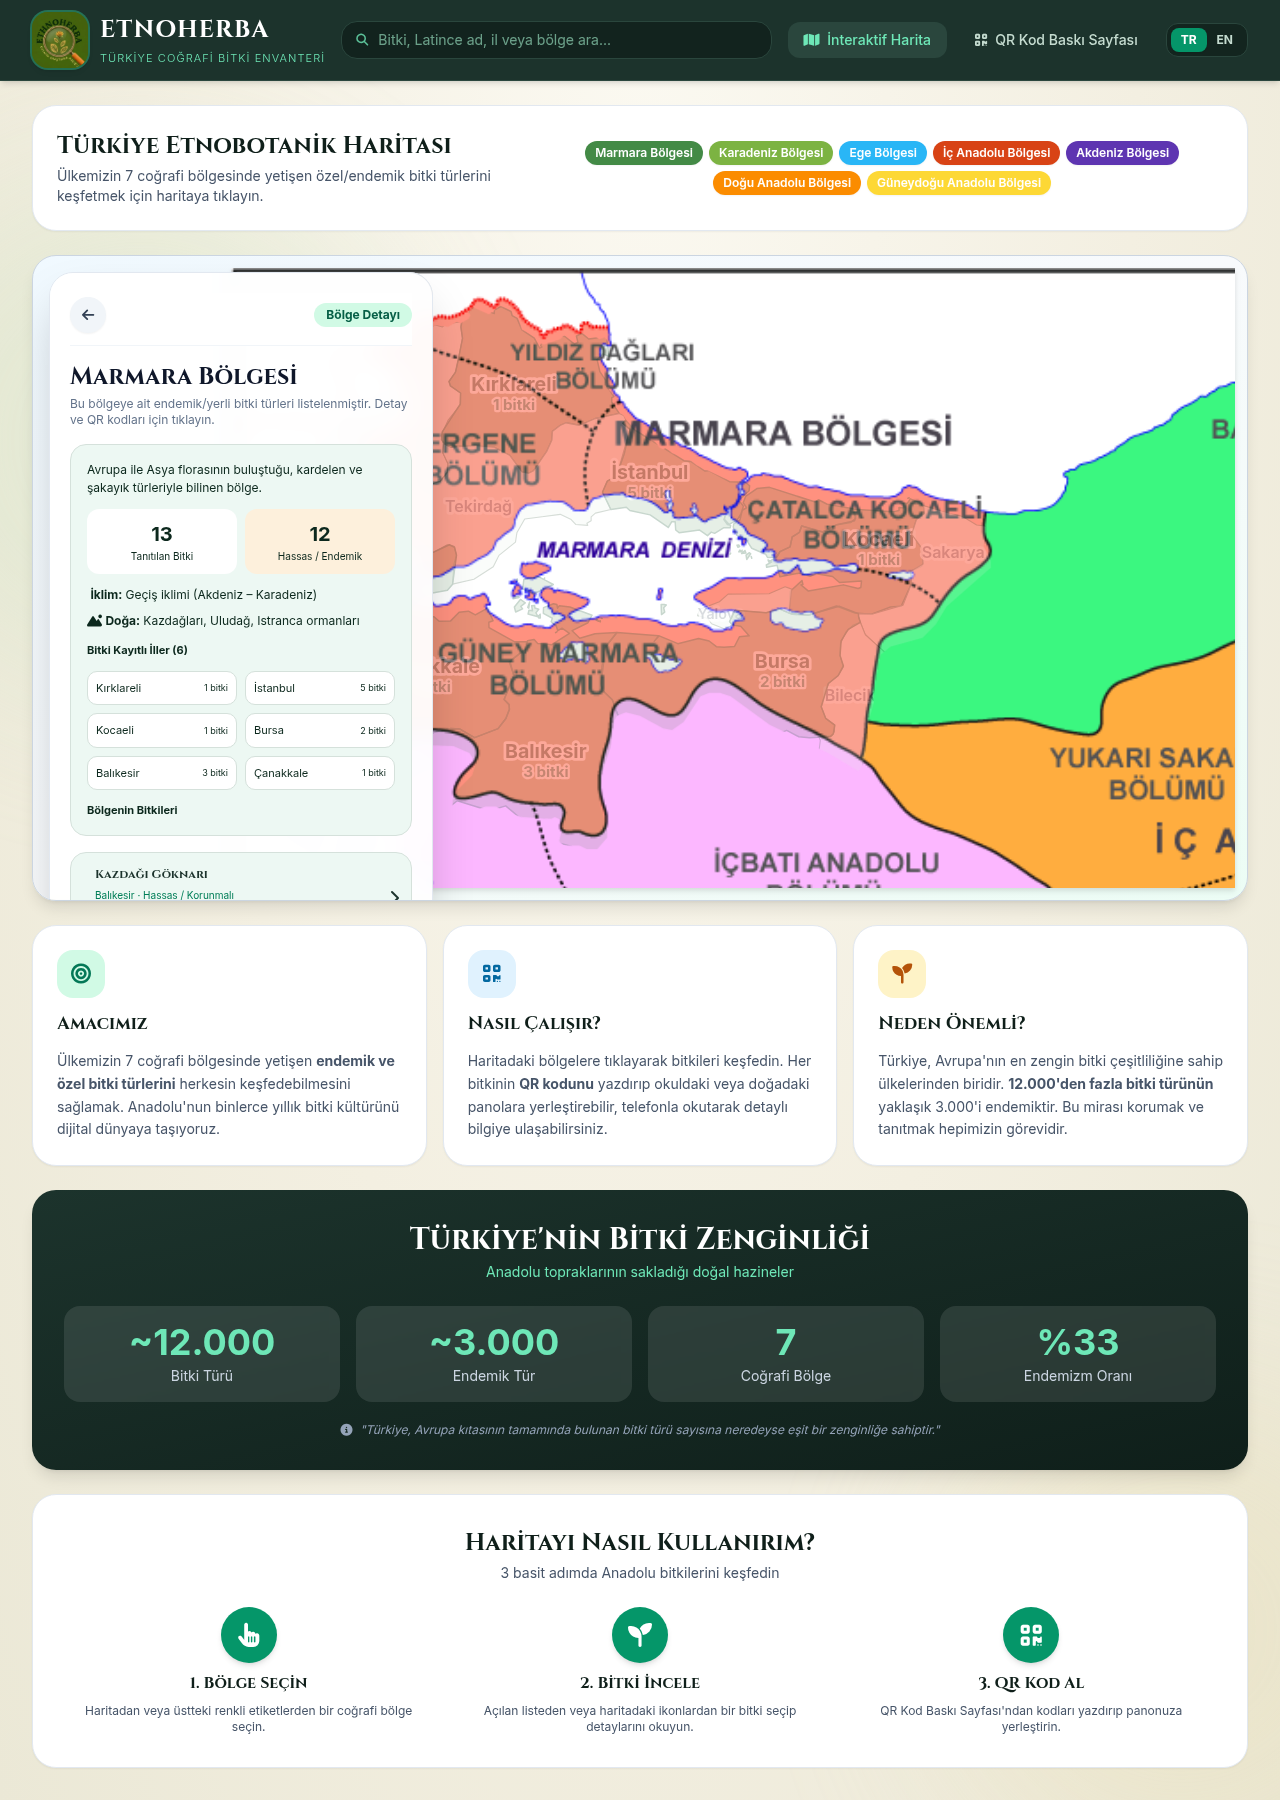 ETNOHERBA
TÜRKİYE COĞRAFİ BİTKİ ENVANTERİ
Bitki, Latince ad, il veya bölge ara...
İnteraktif Harita
QR Kod Baskı Sayfası
TR
EN
Türkiye Etnobotanik Haritası
Ülkemizin 7 coğrafi bölgesinde yetişen özel/endemik bitki türlerini
keşfetmek için haritaya tıklayın.
Marmara Bölgesi
Karadeniz Bölgesi
Ege Bölgesi
İç Anadolu Bölgesi
Akdeniz Bölgesi
Doğu Anadolu Bölgesi
Güneydoğu Anadolu Bölgesi
Bölge Detayı
Marmara Bölgesi
Bu bölgeye ait endemik/yerli bitki türleri listelenmiştir. Detay
ve QR kodları için tıklayın.
Avrupa ile Asya florasının buluştuğu, kardelen ve
şakayık türleriyle bilinen bölge.
13
Tanıtılan Bitki
12
Hassas / Endemik
İklim: Geçiş iklimi (Akdeniz – Karadeniz)
Doğa: Kazdağları, Uludağ, Istranca ormanları
Bitki Kayıtlı İller (6)
Kırklareli 1 bitki
İstanbul 5 bitki
Kocaeli 1 bitki
Bursa 2 bitki
Balıkesir 3 bitki
Çanakkale 1 bitki
Bölgenin Bitkileri
Kazdağı Göknarı
Balıkesir · Hassas / Korunmalı
YILDIZ DAĞLARI
BÖLÜMÜ
Kırklareli
1 bitki
MARMARA BÖLGESİ
ERGENE
BÖLÜMÜ
Tekirdağ
İstanbul
5 bitki
ÇATALCA KOCAELİ
BÖLÜMÜ
Kocaeli
1 bitki
Sakarya
MARMARA DENİZİ
Yalov
GÜNEY MARMARA
BÖLÜMÜ
kkale
tki
Bursa
2 bitki
Bilecik
Balıkesir
3 bitki
BA
YUKARI SAKA
BÖLÜMÜ
İÇ A
İÇBATI ANADOLU
BÖLÜMÜ
Amacımız
Ülkemizin 7 coğrafi bölgesinde yetişen endemik ve
özel bitki türlerini herkesin keşfedebilmesini
sağlamak. Anadolu'nun binlerce yıllık bitki kültürünü
dijital dünyaya taşıyoruz.
Nasıl Çalışır?
Haritadaki bölgelere tıklayarak bitkileri keşfedin. Her
bitkinin QR kodunu yazdırıp okuldaki veya doğadaki
panolara yerleştirebilir, telefonla okutarak detaylı
bilgiye ulaşabilirsiniz.
Neden Önemli?
Türkiye, Avrupa'nın en zengin bitki çeşitliliğine sahip
ülkelerinden biridir. 12.000'den fazla bitki türünün
yaklaşık 3.000'i endemiktir. Bu mirası korumak ve
tanıtmak hepimizin görevidir.
Türkiye'nin Bitki Zenginliği
Anadolu topraklarının sakladığı doğal hazineler
~12.000
Bitki Türü
~3.000
Endemik Tür
7
Coğrafi Bölge
%33
Endemizm Oranı
"Türkiye, Avrupa kıtasının tamamında bulunan bitki türü sayısına neredeyse eşit bir zenginliğe sahiptir."
Haritayı Nasıl Kullanırım?
3 basit adımda Anadolu bitkilerini keşfedin
1. Bölge Seçin
Haritadan veya üstteki renkli etiketlerden bir coğrafi bölge
seçin.
2. Bitki İncele
Açılan listeden veya haritadaki ikonlardan bir bitki seçip
detaylarını okuyun.
3. QR Kod Al
QR Kod Baskı Sayfası'ndan kodları yazdırıp panonuza
yerleştirin.